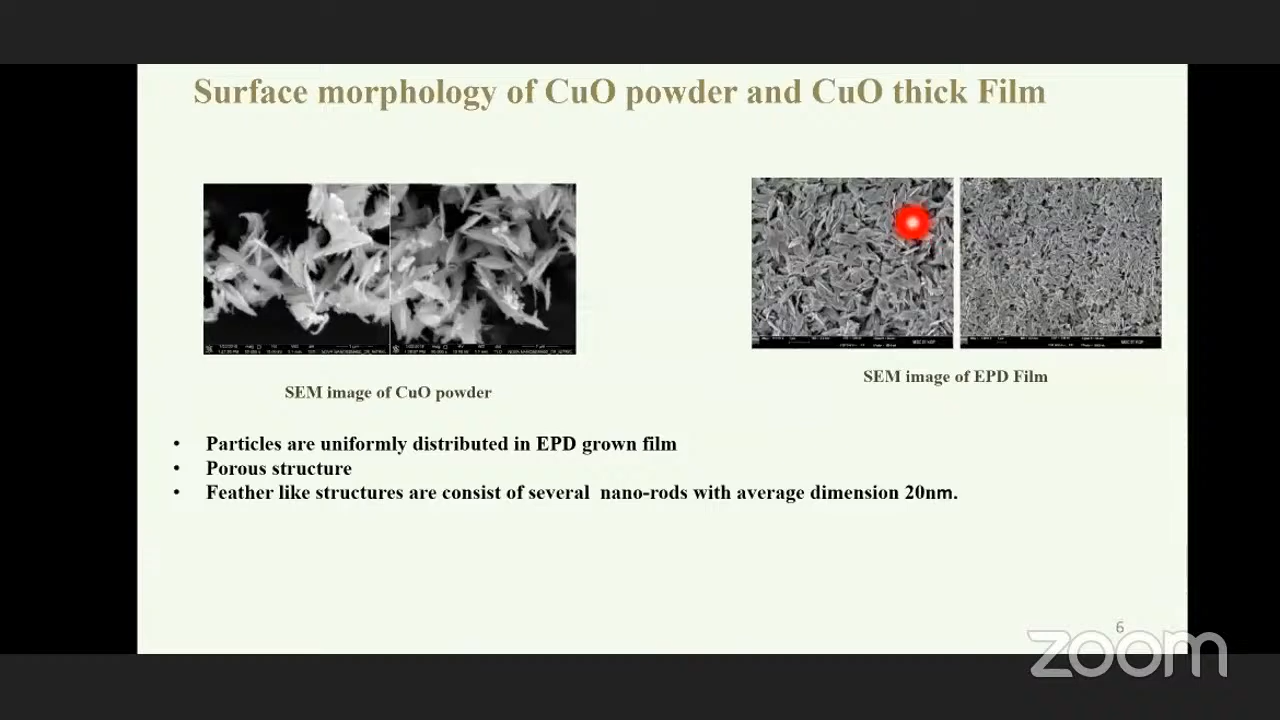 Surface morphology of CuO powder and CuO thick Film
SEM image of CuO powder
SEM image of EPD Film
• Particles are uniformly distributed in EPD grown film
• Porous structure
• Feather like structures are consist of several nano-rods with average dimension 20nm.
6
zoom